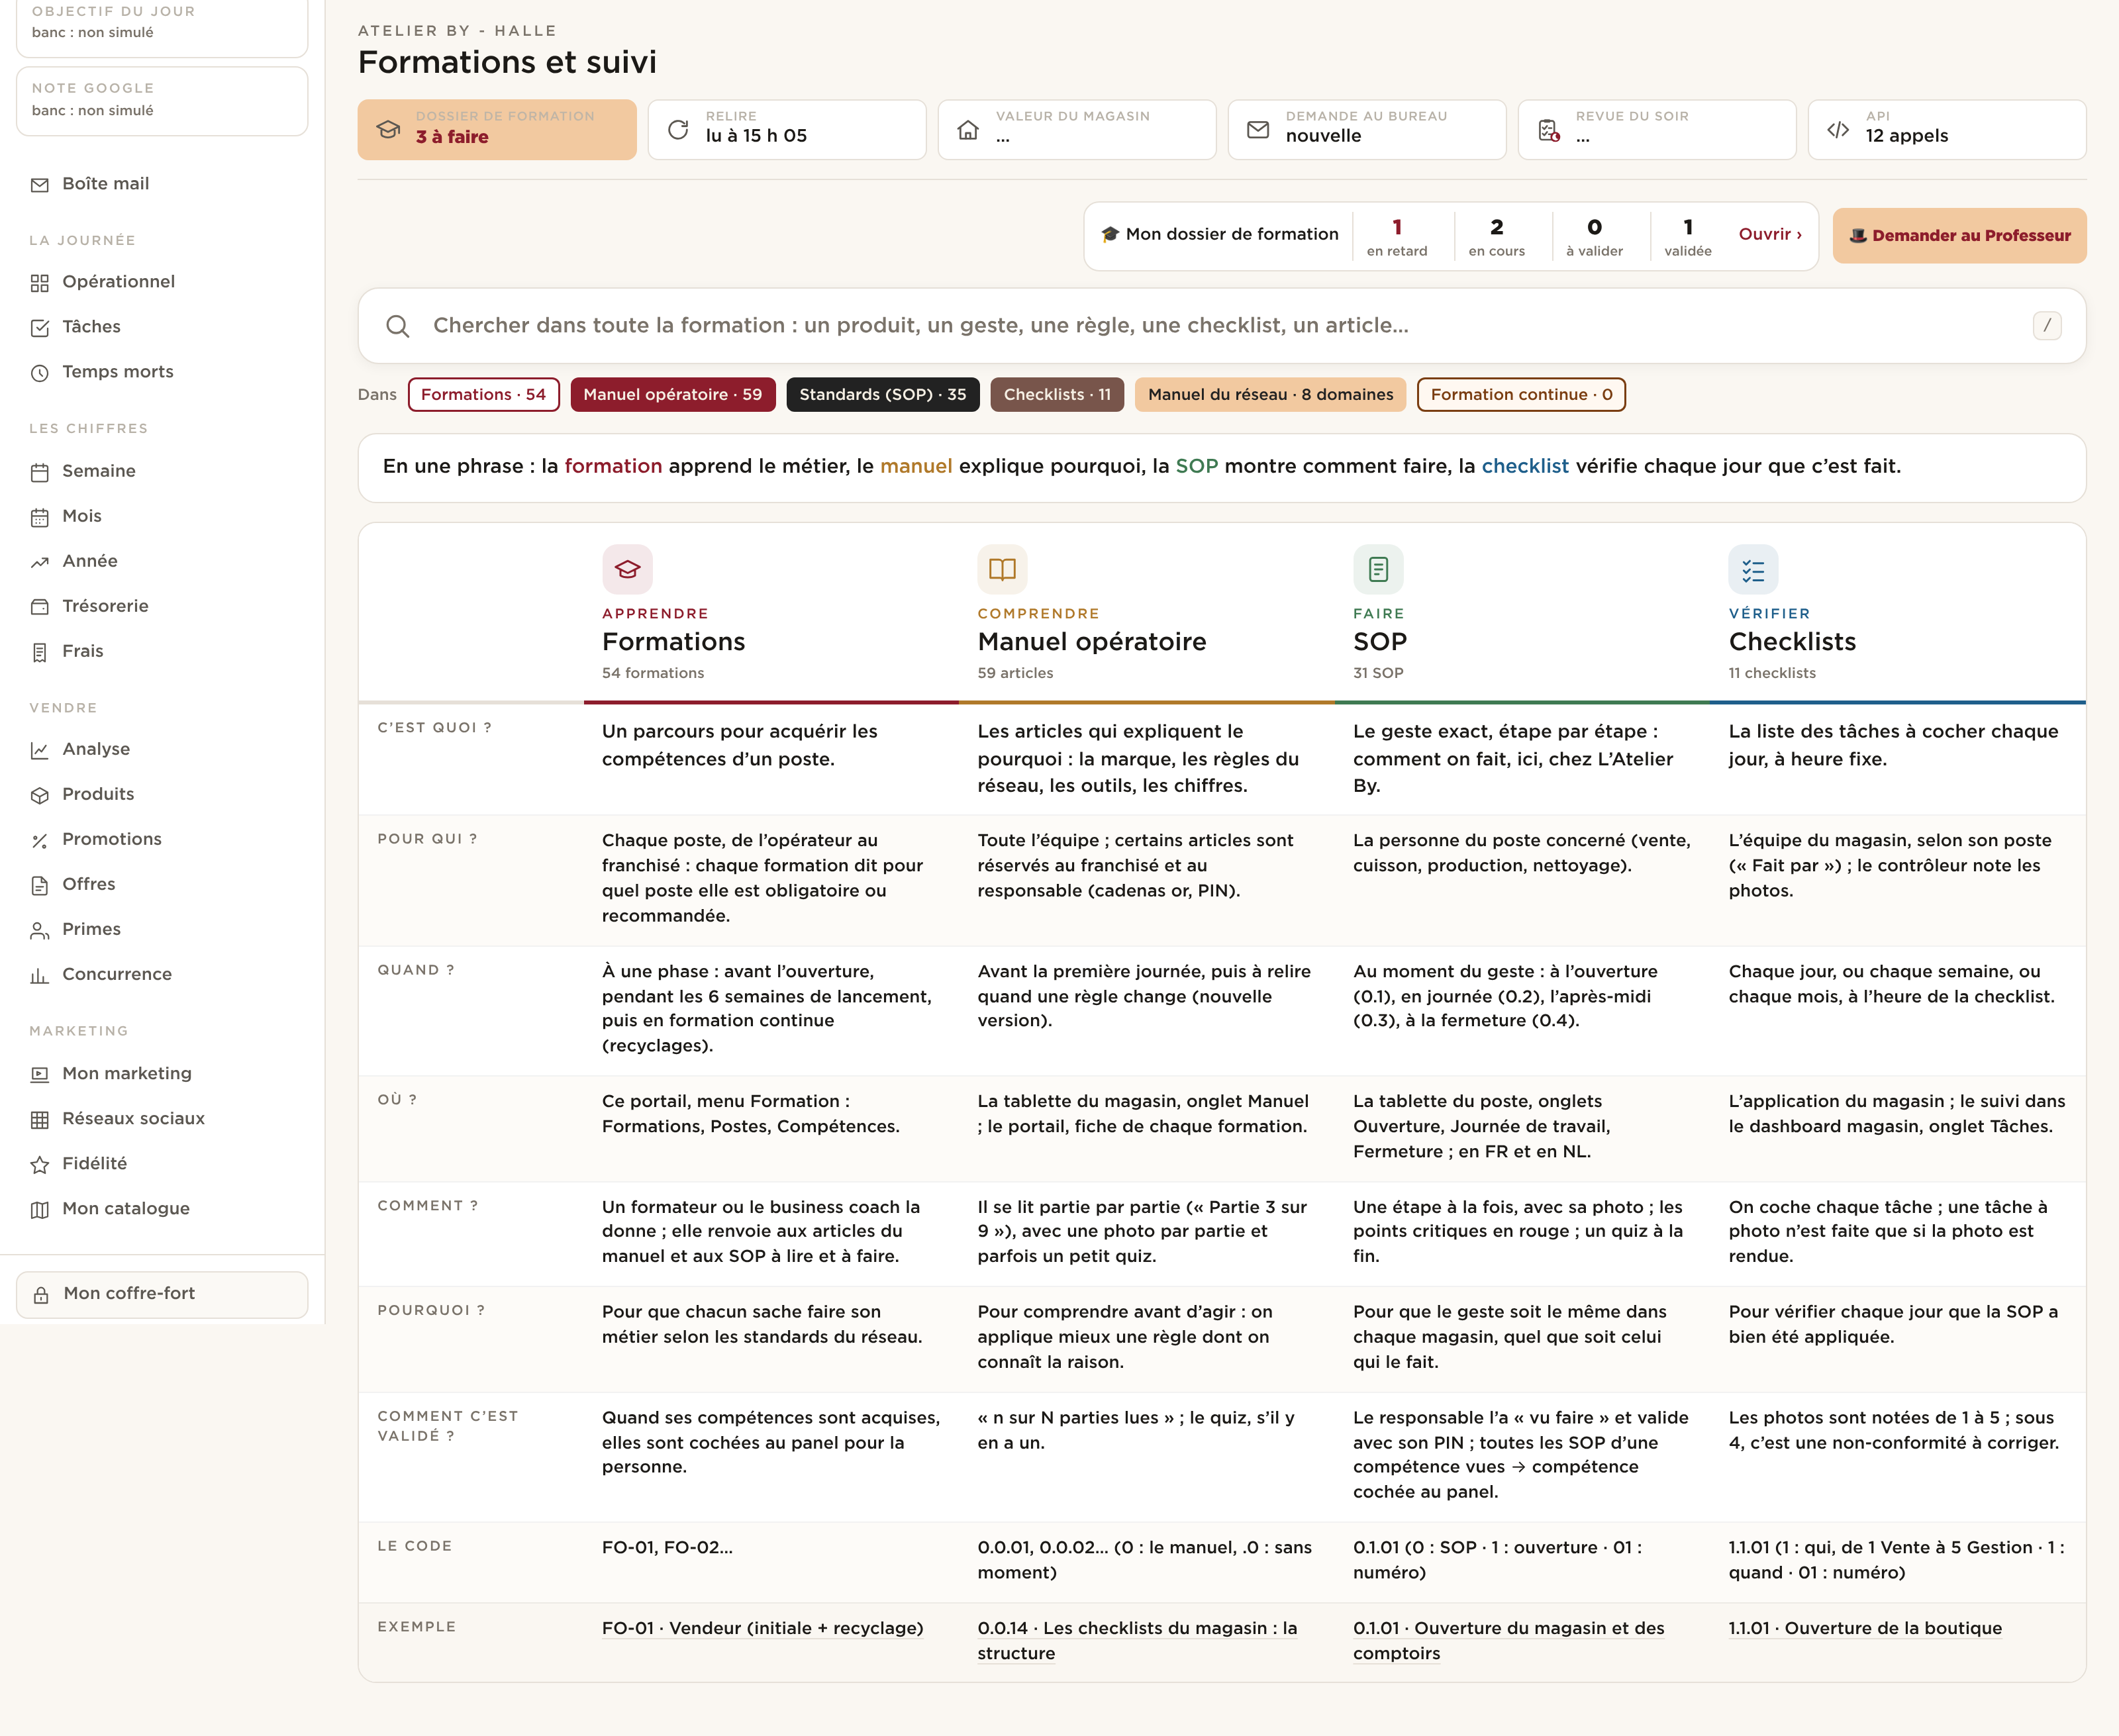 OBJECTIF DU JOUR
banc : non simulé
NOTE GOOGLE
banc : non simulé
Boîte mail
LA JOURNÉE
Opérationnel
Tâches
Temps morts
LES CHIFFRES
Semaine
Mois
Année
Trésorerie
Frais
VENDRE
Analyse
Produits
Promotions
Offres
Primes
Concurrence
MARKETING
Mon marketing
Réseaux sociaux
Fidélité
Mon catalogue
Mon coffre-fort
ATELIER BY - HALLE
Formations et suivi
DOSSIER DE FORMATION
3 à faire
RELIRE
lu à 15 h 05
VALEUR DU MAGASIN
...
DEMANDE AU BUREAU
nouvelle
REVUE DU SOIR
...
API
12 appels
Mon dossier de formation
1
en retard
2
en cours
0
à valider
1
validée
Ouvrir ›
Demander au Professeur
Chercher dans toute la formation : un produit, un geste, une règle, une checklist, un article...
/
Dans
Formations · 54
Manuel opératoire · 59
Standards (SOP) · 35
Checklists · 11
Manuel du réseau · 8 domaines
Formation continue · 0
En une phrase : la formation apprend le métier, le manuel explique pourquoi, la SOP montre comment faire, la checklist vérifie chaque jour que c’est fait.
APPRENDRE
Formations
54 formations
COMPRENDRE
Manuel opératoire
59 articles
FAIRE
SOP
31 SOP
VÉRIFIER
Checklists
11 checklists
C’EST QUOI ?
Un parcours pour acquérir les
compétences d’un poste.
Les articles qui expliquent le
pourquoi : la marque, les règles du
réseau, les outils, les chiffres.
Le geste exact, étape par étape :
comment on fait, ici, chez L’Atelier
By.
La liste des tâches à cocher chaque
jour, à heure fixe.
POUR QUI ?
Chaque poste, de l’opérateur au
franchisé : chaque formation dit pour
quel poste elle est obligatoire ou
recommandée.
Toute l’équipe ; certains articles sont
réservés au franchisé et au
responsable (cadenas or, PIN).
La personne du poste concerné (vente,
cuisson, production, nettoyage).
L’équipe du magasin, selon son poste
(« Fait par ») ; le contrôleur note les
photos.
QUAND ?
À une phase : avant l’ouverture,
pendant les 6 semaines de lancement,
puis en formation continue
(recyclages).
Avant la première journée, puis à relire
quand une règle change (nouvelle
version).
Au moment du geste : à l’ouverture
(0.1), en journée (0.2), l’après-midi
(0.3), à la fermeture (0.4).
Chaque jour, ou chaque semaine, ou
chaque mois, à l’heure de la checklist.
OÙ ?
Ce portail, menu Formation :
Formations, Postes, Compétences.
La tablette du magasin, onglet Manuel
; le portail, fiche de chaque formation.
La tablette du poste, onglets
Ouverture, Journée de travail,
Fermeture ; en FR et en NL.
L’application du magasin ; le suivi dans
le dashboard magasin, onglet Tâches.
COMMENT ?
Un formateur ou le business coach la
donne ; elle renvoie aux articles du
manuel et aux SOP à lire et à faire.
Il se lit partie par partie (« Partie 3 sur
9 »), avec une photo par partie et
parfois un petit quiz.
Une étape à la fois, avec sa photo ; les
points critiques en rouge ; un quiz à la
fin.
On coche chaque tâche ; une tâche à
photo n’est faite que si la photo est
rendue.
POURQUOI ?
Pour que chacun sache faire son
métier selon les standards du réseau.
Pour comprendre avant d’agir : on
applique mieux une règle dont on
connaît la raison.
Pour que le geste soit le même dans
chaque magasin, quel que soit celui
qui le fait.
Pour vérifier chaque jour que la SOP a
bien été appliquée.
COMMENT C’EST
VALIDÉ ?
Quand ses compétences sont acquises,
elles sont cochées au panel pour la
personne.
« n sur N parties lues » ; le quiz, s’il y
en a un.
Le responsable l’a « vu faire » et valide
avec son PIN ; toutes les SOP d’une
compétence vues → compétence
cochée au panel.
Les photos sont notées de 1 à 5 ; sous
4, c’est une non-conformité à corriger.
LE CODE
FO-01, FO-02...
0.0.01, 0.0.02... (0 : le manuel, .0 : sans
moment)
0.1.01 (0 : SOP · 1 : ouverture · 01 :
numéro)
1.1.01 (1 : qui, de 1 Vente à 5 Gestion · 1 :
quand · 01 : numéro)
EXEMPLE
FO-01 · Vendeur (initiale + recyclage)
0.0.14 · Les checklists du magasin : la
structure
0.1.01 · Ouverture du magasin et des
comptoirs
1.1.01 · Ouverture de la boutique